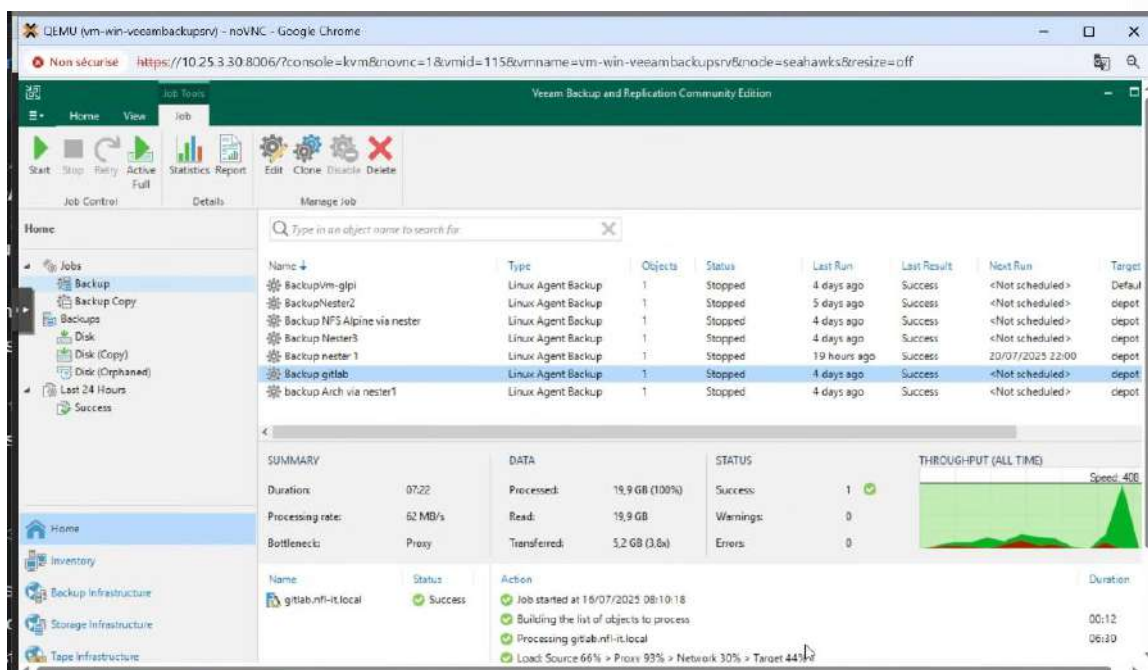 QEMU (vm-win-veeambackupsrv) - noVNC - Google Chrome
Non sécurisé https://10.25.3.30:8006/?console=kvm&novnc=1&vmid=115&vmname=vm-win-veeambackupsrv&node=seahawks&resize=off
Job Tools Veeam Backup and Replication Community Edition
Home View Job
Start Stop Retry Active Full Statistics Report Edit Clone Disable Delete
Job Control Details Manage Job
Home
Type in an object name to search for
Jobs
Backup
Backup Copy
Backups
Disk
Disk (Copy)
Disk (Orphaned)
Last 24 Hours
Success
Name Type Objects Status Last Run Last Result Next Run Target
BackupVm-glpi Linux Agent Backup 1 Stopped 4 days ago Success <Not scheduled> Defaul
BackupNester2 Linux Agent Backup 1 Stopped 5 days ago Success <Not scheduled> depot
Backup NFS Alpine via nester Linux Agent Backup 1 Stopped 4 days ago Success <Not scheduled> depot
Backup Nester3 Linux Agent Backup 1 Stopped 4 days ago Success <Not scheduled> depot
Backup nester 1 Linux Agent Backup 1 Stopped 19 hours ago Success 20/07/2025 22:00 depot
Backup gitlab Linux Agent Backup 1 Stopped 4 days ago Success <Not scheduled> depot
backup Arch via nester1 Linux Agent Backup 1 Stopped 4 days ago Success <Not scheduled> depot
SUMMARY DATA STATUS THROUGHPUT (ALL TIME)
Speed: 408
Duration: 07:22 Processed: 19,9 GB (100%) Success: 1
Processing rate: 62 MB/s Read: 19,9 GB Warnings: 0
Bottleneck: Proxy Transferred: 5,2 GB (3,8x) Errors: 0
Home
Inventory
Backup Infrastructure
Storage Infrastructure
Tape Infrastructure
Name Status Action Duration
gitlab.nfl-it.local Success Job started at 16/07/2025 08:10:18
Building the list of objects to process 00:12
Processing gitlab.nfl-it.local 06:30
Load: Source 66% > Proxy 93% > Network 30% > Target 44%